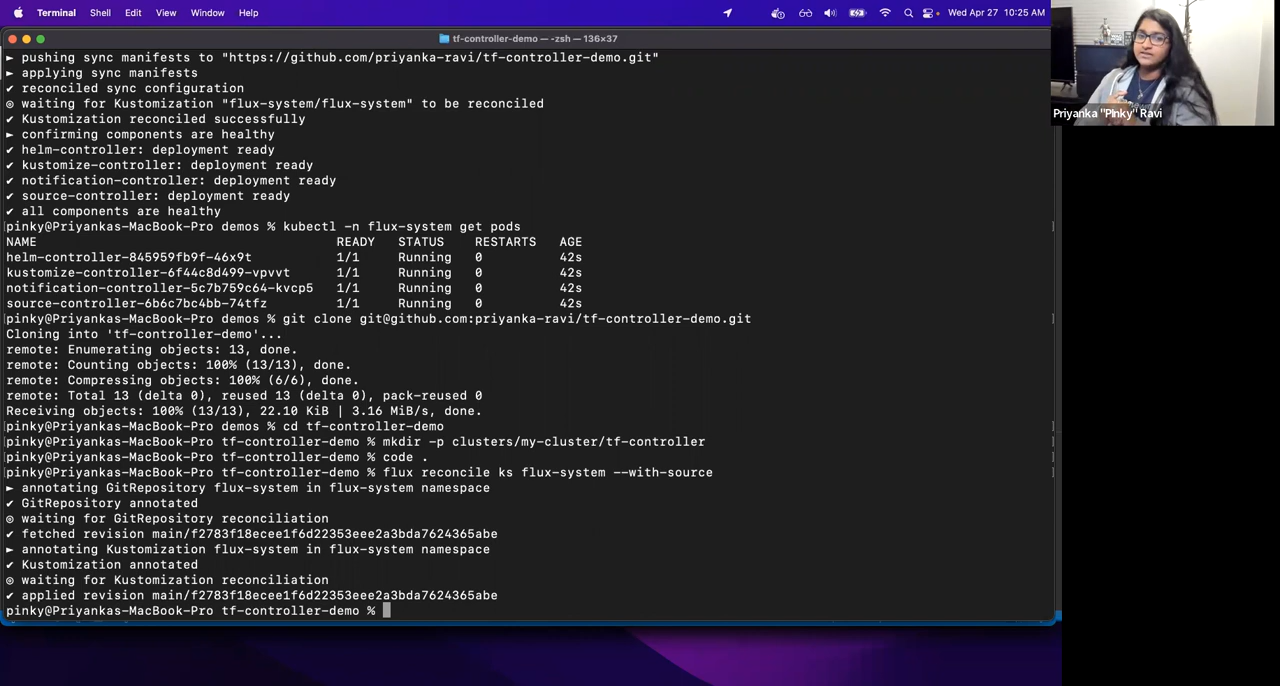 Terminal Shell Edit View Window Help Wed Apr 27 10:25 AM
tf-controller-demo — -zsh — 136×37
► pushing sync manifests to "https://github.com/priyanka-ravi/tf-controller-demo.git"
► applying sync manifests
✔ reconciled sync configuration
◎ waiting for Kustomization "flux-system/flux-system" to be reconciled
✔ Kustomization reconciled successfully
► confirming components are healthy
✔ helm-controller: deployment ready
✔ kustomize-controller: deployment ready
✔ notification-controller: deployment ready
✔ source-controller: deployment ready
✔ all components are healthy
pinky@Priyankas-MacBook-Pro demos % kubectl -n flux-system get pods
NAME READY STATUS RESTARTS AGE
helm-controller-845959fb9f-46x9t 1/1 Running 0 42s
kustomize-controller-6f44c8d499-vpvvt 1/1 Running 0 42s
notification-controller-5c7b759c64-kvcp5 1/1 Running 0 42s
source-controller-6b6c7bc4bb-74tfz 1/1 Running 0 42s
pinky@Priyankas-MacBook-Pro demos % git clone git@github.com:priyanka-ravi/tf-controller-demo.git
Cloning into 'tf-controller-demo'...
remote: Enumerating objects: 13, done.
remote: Counting objects: 100% (13/13), done.
remote: Compressing objects: 100% (6/6), done.
remote: Total 13 (delta 0), reused 13 (delta 0), pack-reused 0
Receiving objects: 100% (13/13), 22.10 KiB | 3.16 MiB/s, done.
pinky@Priyankas-MacBook-Pro demos % cd tf-controller-demo
pinky@Priyankas-MacBook-Pro tf-controller-demo % mkdir -p clusters/my-cluster/tf-controller
pinky@Priyankas-MacBook-Pro tf-controller-demo % code .
pinky@Priyankas-MacBook-Pro tf-controller-demo % flux reconcile ks flux-system --with-source
► annotating GitRepository flux-system in flux-system namespace
✔ GitRepository annotated
◎ waiting for GitRepository reconciliation
✔ fetched revision main/f2783f18ecee1f6d22353eee2a3bda7624365abe
► annotating Kustomization flux-system in flux-system namespace
✔ Kustomization annotated
◎ waiting for Kustomization reconciliation
✔ applied revision main/f2783f18ecee1f6d22353eee2a3bda7624365abe
pinky@Priyankas-MacBook-Pro tf-controller-demo %
Priyanka "Pinky" Ravi